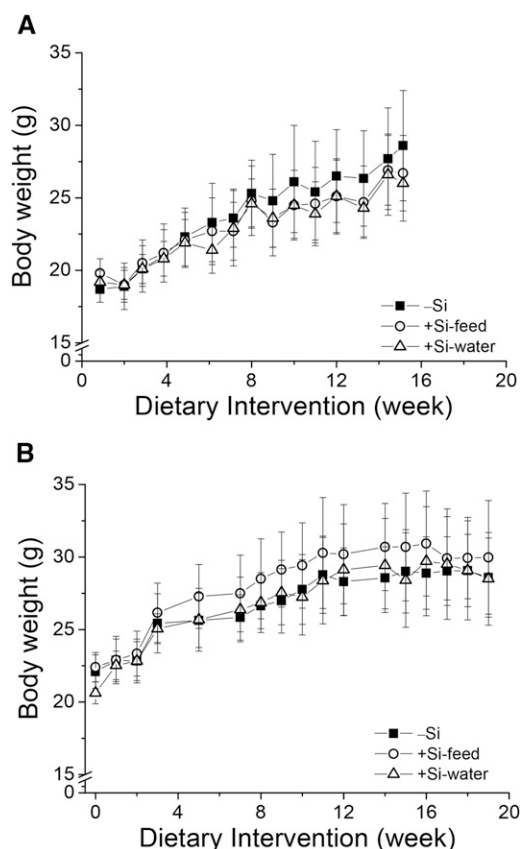 A
35
30
25
20
15
0
Body weight (g)
–Si
+Si-feed
+Si-water
0 4 8 12 16 20
Dietary Intervention (week)
B
35
30
25
20
15
0
Body weight (g)
–Si
+Si-feed
+Si-water
0 4 8 12 16 20
Dietary Intervention (week)